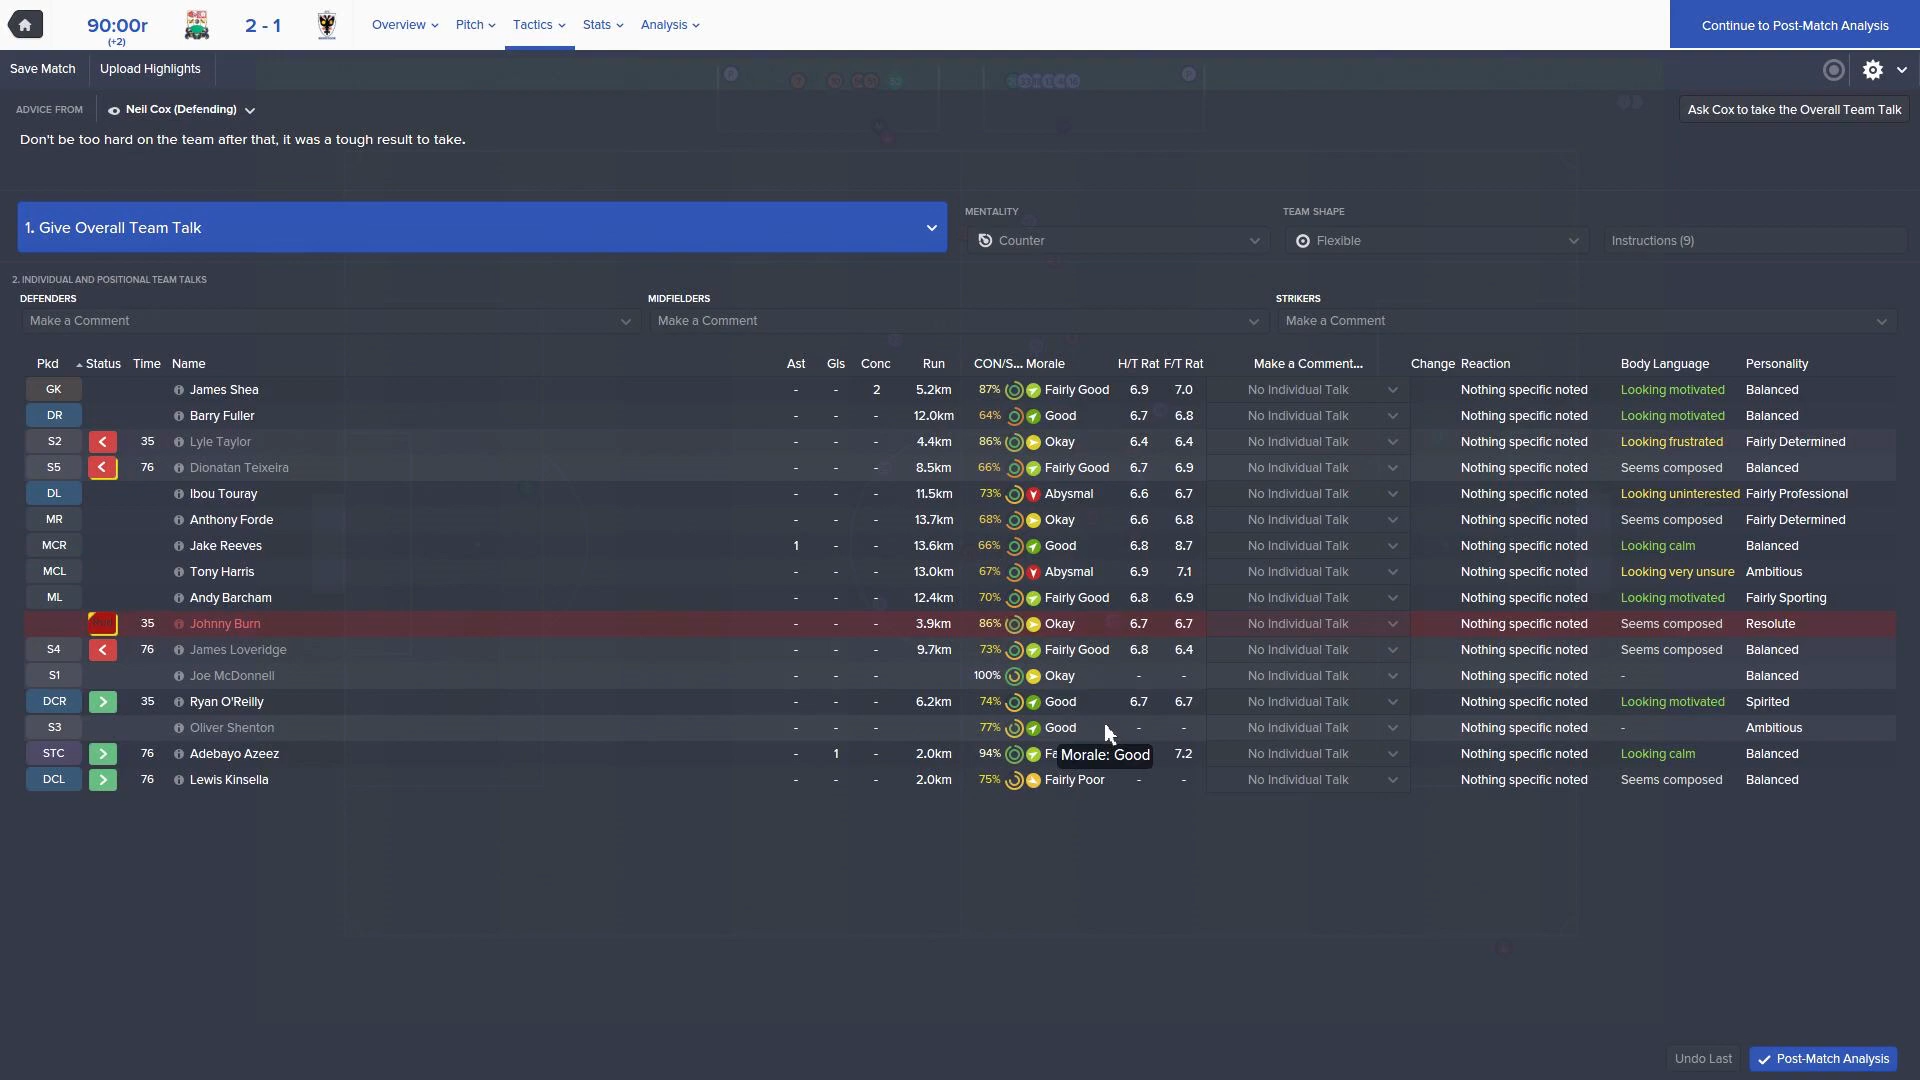 90:00r
(+2)
2 - 1
Overview
Pitch
Tactics
Stats
Analysis
Continue to Post-Match Analysis
Save Match
Upload Highlights
ADVICE FROM
Neil Cox (Defending)
Ask Cox to take the Overall Team Talk
Don't be too hard on the team after that, it was a tough result to take.
1. Give Overall Team Talk
MENTALITY
Counter
TEAM SHAPE
Flexible
Instructions (9)
2. INDIVIDUAL AND POSITIONAL TEAM TALKS
DEFENDERS
MIDFIELDERS
STRIKERS
Make a Comment
Make a Comment
Make a Comment
Pkd Status Time Name Ast Gls Conc Run CON/S... Morale H/T Rat F/T Rat Make a Comment... Change Reaction Body Language Personality
GK James Shea - - 2 5.2km 87% Fairly Good 6.9 7.0 No Individual Talk Nothing specific noted Looking motivated Balanced
DR Barry Fuller - - - 12.0km 64% Good 6.7 6.8 No Individual Talk Nothing specific noted Looking motivated Balanced
S2 < 35 Lyle Taylor - - - 4.4km 86% Okay 6.4 6.4 No Individual Talk Nothing specific noted Looking frustrated Fairly Determined
S5 < 76 Dionatan Teixeira - - - 8.5km 66% Fairly Good 6.7 6.9 No Individual Talk Nothing specific noted Seems composed Balanced
DL Ibou Touray - - - 11.5km 73% Abysmal 6.6 6.7 No Individual Talk Nothing specific noted Looking uninterested Fairly Professional
MR Anthony Forde - - - 13.7km 68% Okay 6.6 6.8 No Individual Talk Nothing specific noted Seems composed Fairly Determined
MCR Jake Reeves 1 - - 13.6km 66% Good 6.8 8.7 No Individual Talk Nothing specific noted Looking calm Balanced
MCL Tony Harris - - - 13.0km 67% Abysmal 6.9 7.1 No Individual Talk Nothing specific noted Looking very unsure Ambitious
ML Andy Barcham - - - 12.4km 70% Fairly Good 6.8 6.9 No Individual Talk Nothing specific noted Looking motivated Fairly Sporting
35 Johnny Burn - - - 3.9km 86% Okay 6.7 6.7 No Individual Talk Nothing specific noted Seems composed Resolute
S4 < 76 James Loveridge - - - 9.7km 73% Fairly Good 6.8 6.4 No Individual Talk Nothing specific noted Seems composed Balanced
S1 Joe McDonnell 100% Okay - - No Individual Talk Nothing specific noted - Balanced
DCR > 35 Ryan O'Reilly - - - 6.2km 74% Good 6.7 6.7 No Individual Talk Nothing specific noted Looking motivated Spirited
S3 Oliver Shenton 77% Good - - No Individual Talk Nothing specific noted - Ambitious
STC > 76 Adebayo Azeez - 1 - 2.0km 94% Fa 7.2 No Individual Talk Nothing specific noted Looking calm Balanced
Morale: Good
DCL > 76 Lewis Kinsella - - - 2.0km 75% Fairly Poor - - No Individual Talk Nothing specific noted Seems composed Balanced
Undo Last
Post-Match Analysis